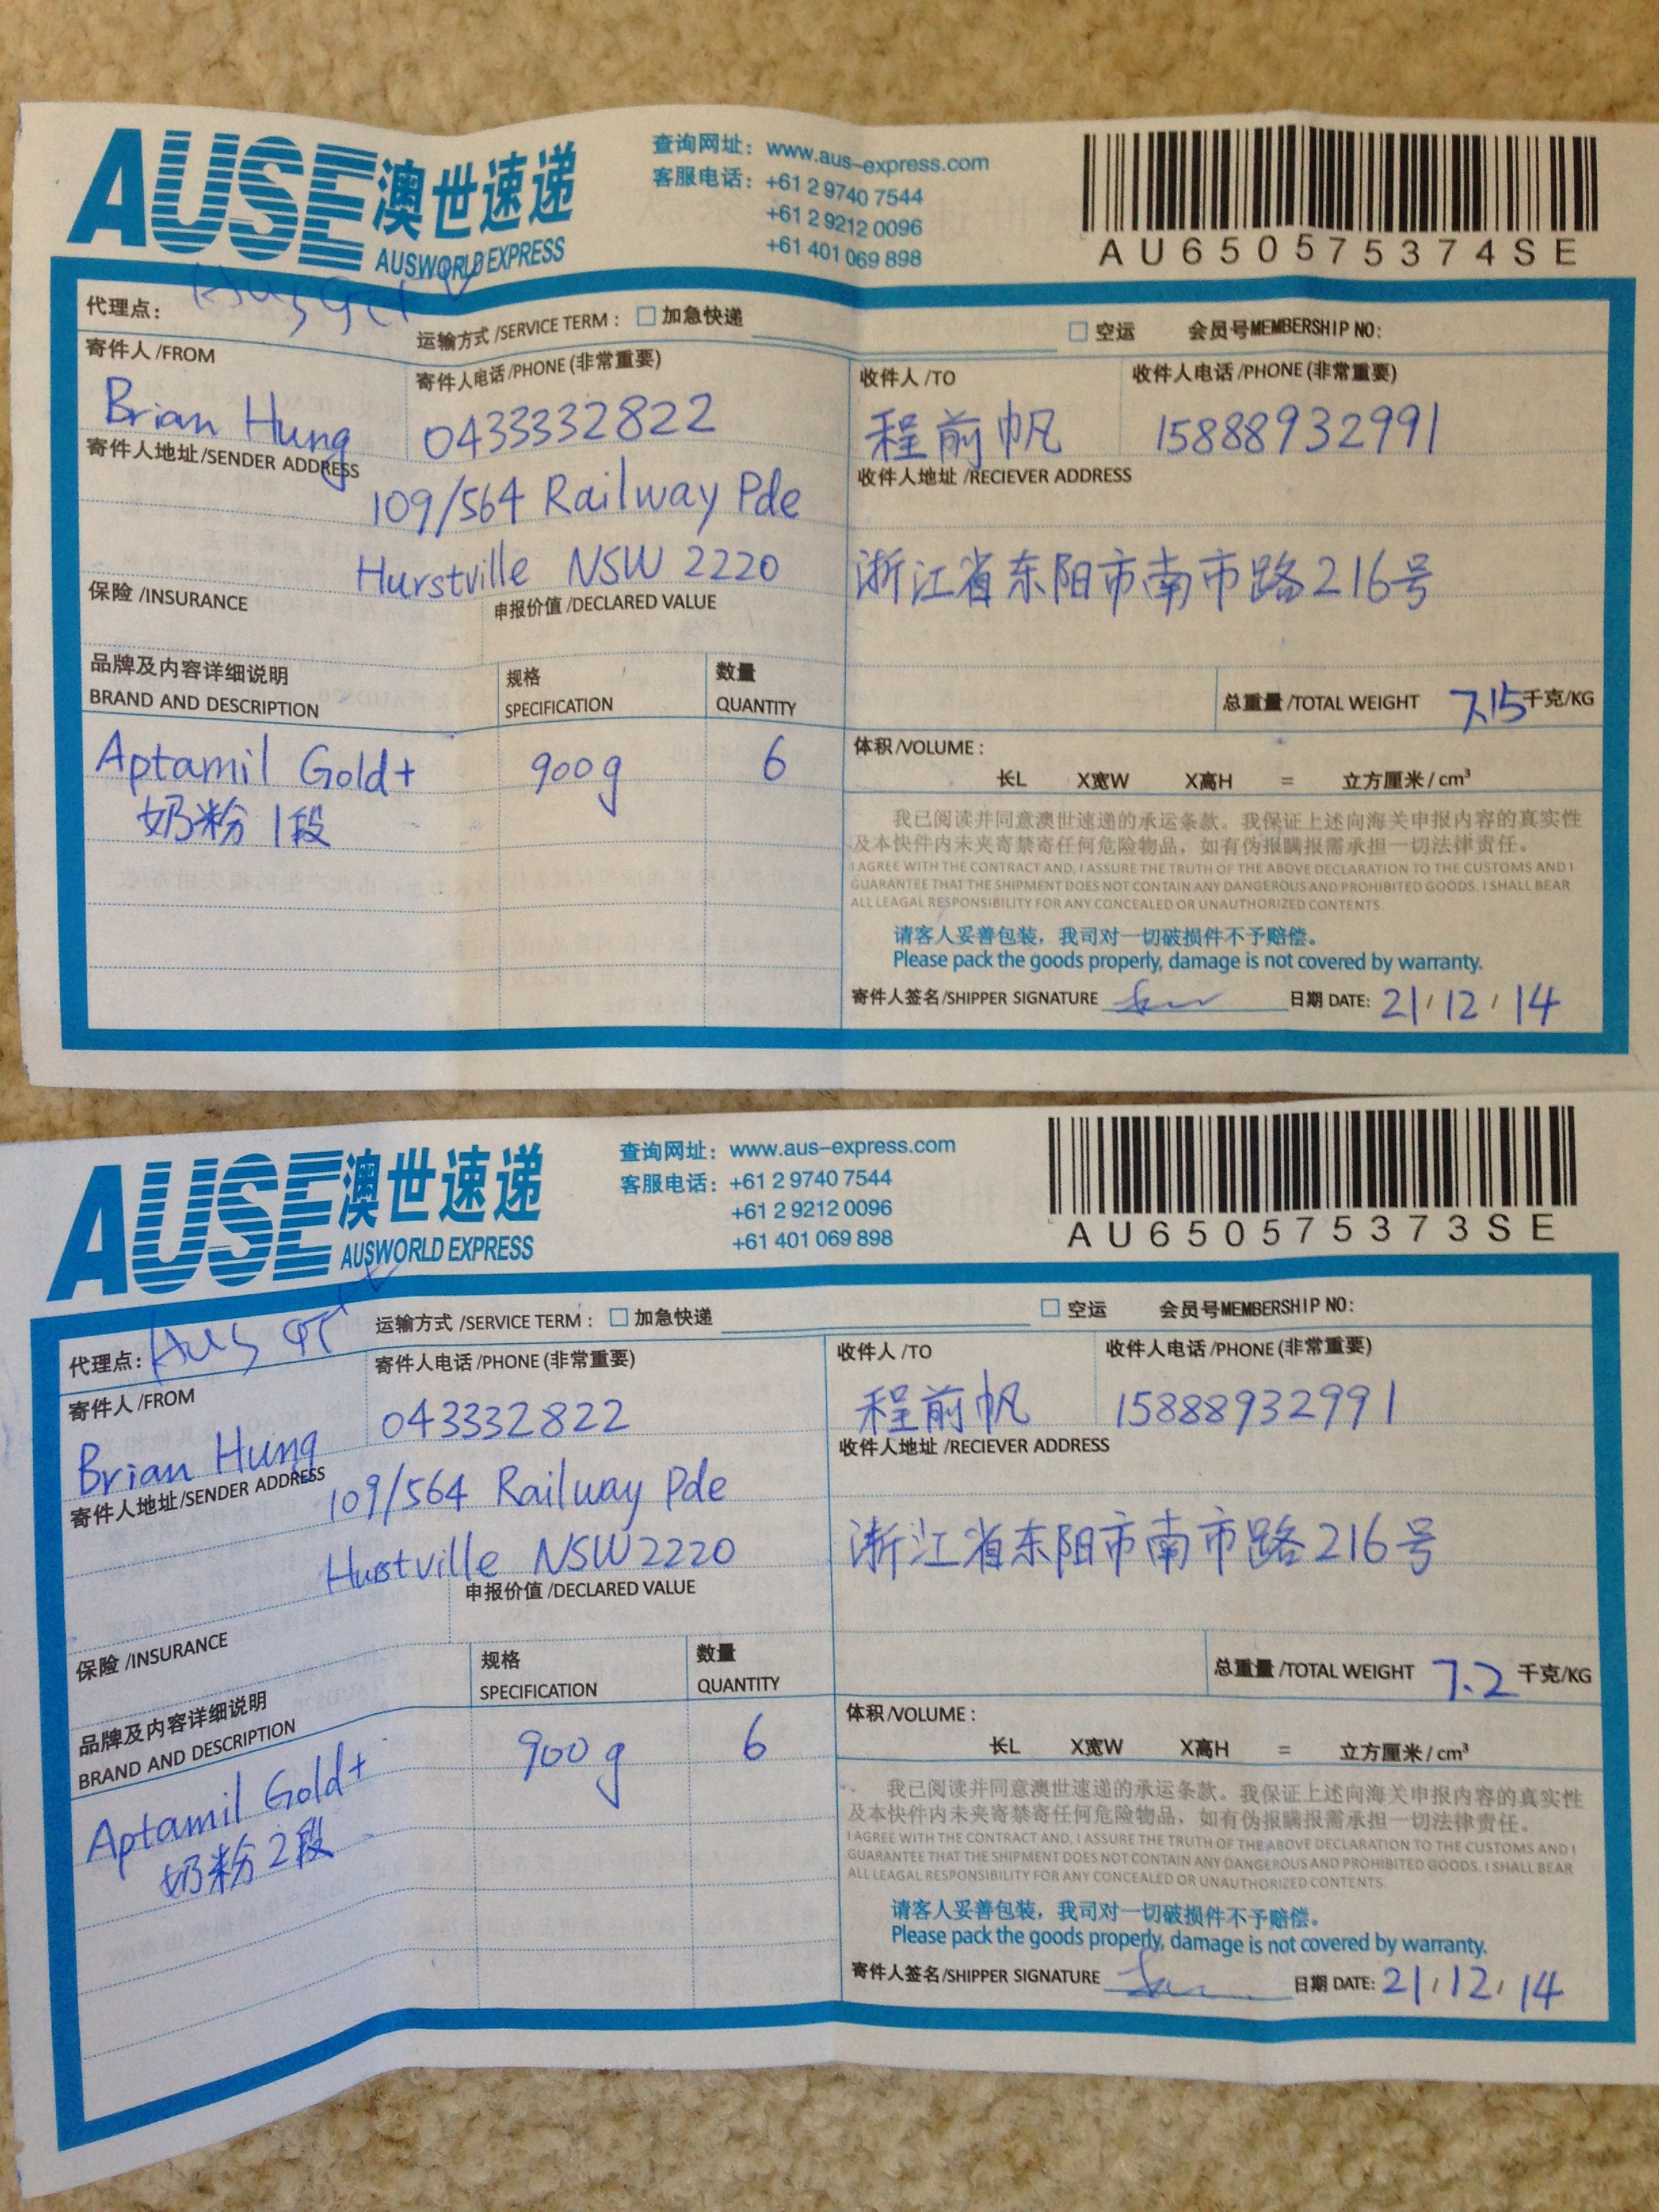 AUSE 澳世速递
AUSWORLD EXPRESS
查询网址：www.aus-express.com
客服电话：+61 2 9740 7544
+61 2 9212 0096
+61 401 069 898
AU650575374SE
代理点：
运输方式 /SERVICE TERM： 加急快递
空运
会员号MEMBERSHIP NO:
寄件人 /FROM
Brian Hung
寄件人电话 /PHONE (非常重要)
0433332822
寄件人地址/SENDER ADDRESS
109/564 Railway Pde
Hurstville NSW 2220
收件人 /TO
程前帆
收件人电话 /PHONE (非常重要)
15888932991
收件人地址 /RECIEVER ADDRESS
浙江省东阳市南市路216号
保险 /INSURANCE
申报价值 /DECLARED VALUE
品牌及内容详细说明
BRAND AND DESCRIPTION
规格
SPECIFICATION
数量
QUANTITY
Aptamil Gold+ 900g 6
奶粉 1段
总重量 /TOTAL WEIGHT 7.15 千克/KG
体积/VOLUME：
长L X宽W X高H = 立方厘米 / cm³
我已阅读并同意澳世速递的承运条款。我保证上述向海关申报内容的真实性
及本快件内未夹寄禁寄任何危险物品，如有伪报瞒报需承担一切法律责任。
I AGREE WITH THE CONTRACT AND, I ASSURE THE TRUTH OF THE ABOVE DECLARATION TO THE CUSTOMS AND I
GUARANTEE THAT THE SHIPMENT DOES NOT CONTAIN ANY DANGEROUS AND PROHIBITED GOODS. I SHALL BEAR
ALL LEAGAL RESPONSIBILITY FOR ANY CONCEALED OR UNAUTHORIZED CONTENTS.
请客人妥善包装，我司对一切破损件不予赔偿。
Please pack the goods properly, damage is not covered by warranty.
寄件人签名/SHIPPER SIGNATURE
日期 DATE: 21 / 12 / 14
AUSE 澳世速递
AUSWORLD EXPRESS
查询网址：www.aus-express.com
客服电话：+61 2 9740 7544
+61 2 9212 0096
+61 401 069 898
AU650575373SE
代理点：
运输方式 /SERVICE TERM： 加急快递
空运
会员号MEMBERSHIP NO:
寄件人 /FROM
Brian Hung
寄件人电话 /PHONE (非常重要)
043332822
寄件人地址/SENDER ADDRESS
109/564 Railway Pde
Hurstville NSW 2220
收件人 /TO
程前帆
收件人电话 /PHONE (非常重要)
15888932991
收件人地址 /RECIEVER ADDRESS
浙江省东阳市南市路216号
保险 /INSURANCE
申报价值 /DECLARED VALUE
品牌及内容详细说明
BRAND AND DESCRIPTION
规格
SPECIFICATION
数量
QUANTITY
Aptamil Gold+ 900g 6
奶粉 2段
总重量 /TOTAL WEIGHT 7.2 千克/KG
体积/VOLUME：
长L X宽W X高H = 立方厘米 / cm³
我已阅读并同意澳世速递的承运条款。我保证上述向海关申报内容的真实性
及本快件内未夹寄禁寄任何危险物品，如有伪报瞒报需承担一切法律责任。
I AGREE WITH THE CONTRACT AND, I ASSURE THE TRUTH OF THE ABOVE DECLARATION TO THE CUSTOMS AND I
GUARANTEE THAT THE SHIPMENT DOES NOT CONTAIN ANY DANGEROUS AND PROHIBITED GOODS. I SHALL BEAR
ALL LEAGAL RESPONSIBILITY FOR ANY CONCEALED OR UNAUTHORIZED CONTENTS.
请客人妥善包装，我司对一切破损件不予赔偿。
Please pack the goods properly, damage is not covered by warranty.
寄件人签名/SHIPPER SIGNATURE
日期 DATE: 21 / 12 / 14